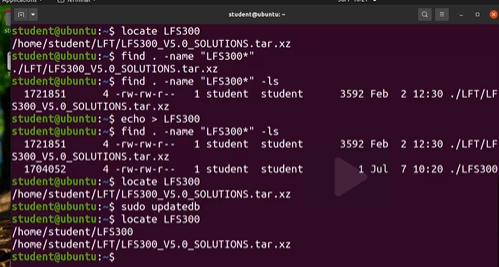 student@ubuntu: ~
student@ubuntu:~$ locate LFS300
/home/student/LFT/LFS300_V5.0_SOLUTIONS.tar.xz
student@ubuntu:~$ find . -name "LFS300*"
./LFT/LFS300_V5.0_SOLUTIONS.tar.xz
student@ubuntu:~$ find . -name "LFS300*" -ls
1721851 4 -rw-rw-r-- 1 student student 3592 Feb 2 12:30 ./LFT/LF
S300_V5.0_SOLUTIONS.tar.xz
student@ubuntu:~$ echo > LFS300
student@ubuntu:~$ find . -name "LFS300*" -ls
1721851 4 -rw-rw-r-- 1 student student 3592 Feb 2 12:30 ./LFT/LF
S300_V5.0_SOLUTIONS.tar.xz
1704052 4 -rw-rw-r-- 1 student student 1 Jul 7 10:20 ./LFS300
student@ubuntu:~$ locate LFS300
/home/student/LFT/LFS300_V5.0_SOLUTIONS.tar.xz
student@ubuntu:~$ sudo updatedb
student@ubuntu:~$ locate LFS300
/home/student/LFS300
/home/student/LFT/LFS300_V5.0_SOLUTIONS.tar.xz
student@ubuntu:~$